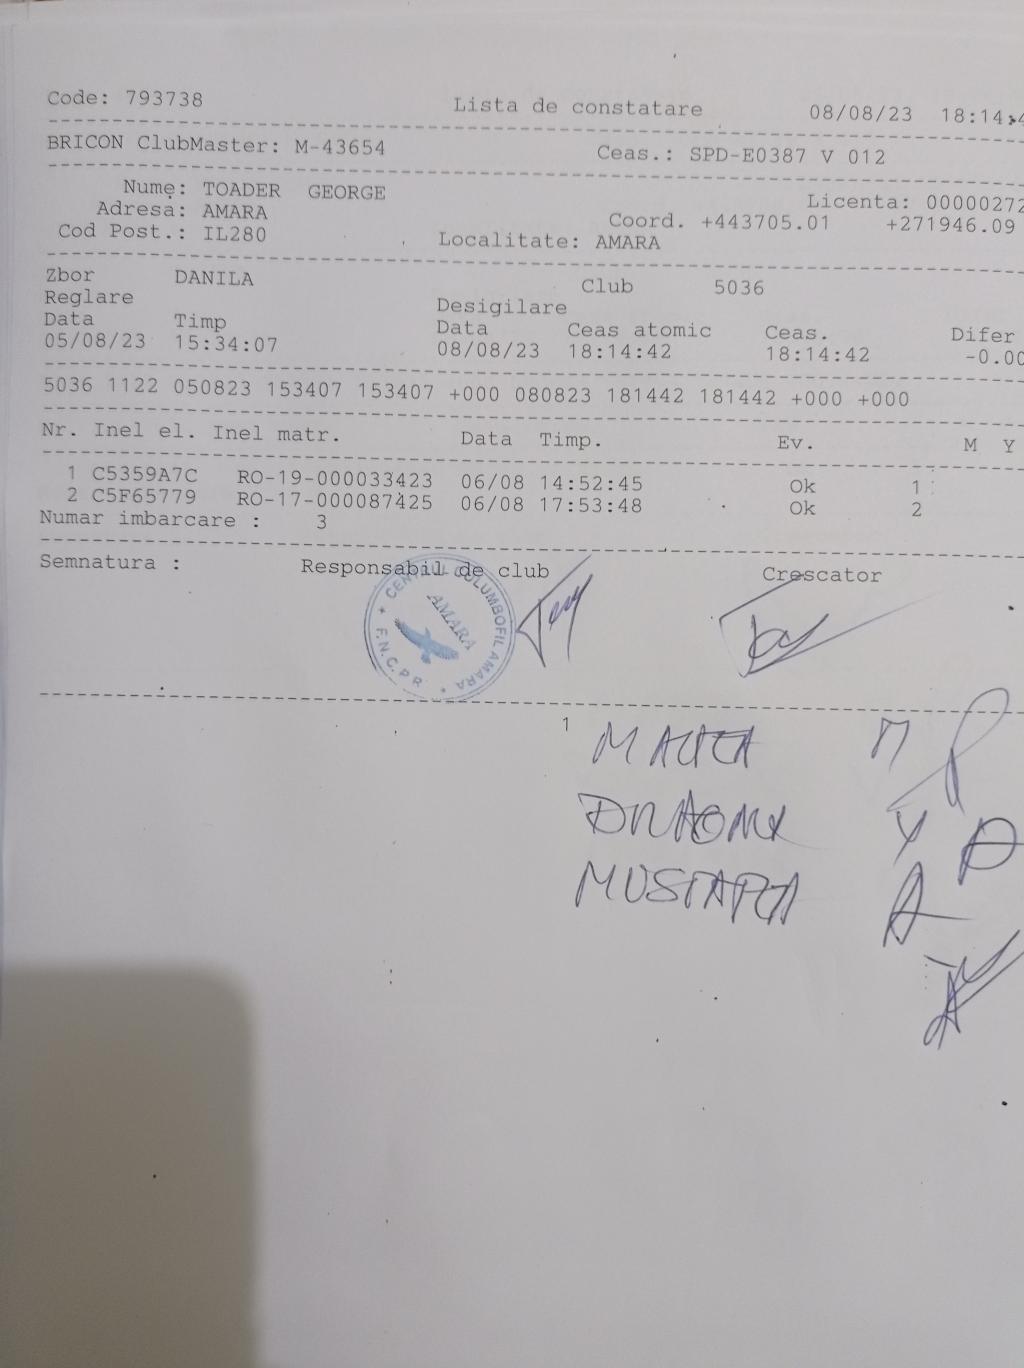 Code: 793738 Lista de constatare 08/08/23 18:14:4
BRICON ClubMaster: M-43654 Ceas.: SPD-E0387 V 012
Nume: TOADER GEORGE Licenta: 00000272
Adresa: AMARA Coord. +443705.01 +271946.09
Cod Post.: IL280 Localitate: AMARA
Zbor DANILA Club 5036
Reglare Desigilare
Data Timp Data Ceas atomic Ceas. Difer
05/08/23 15:34:07 08/08/23 18:14:42 18:14:42 -0.00
5036 1122 050823 153407 153407 +000 080823 181442 181442 +000 +000
Nr. Inel el. Inel matr. Data Timp. Ev. M Y
1 C5359A7C RO-19-000033423 06/08 14:52:45 Ok 1
2 C5F65779 RO-17-000087425 06/08 17:53:48 Ok 2
Numar imbarcare : 3
Semnatura : Responsabil de club Crescator
CENTRUL COLUMBOFIL AMARA
AMARA
F.N.C.P.R.
1
MUSTAFA